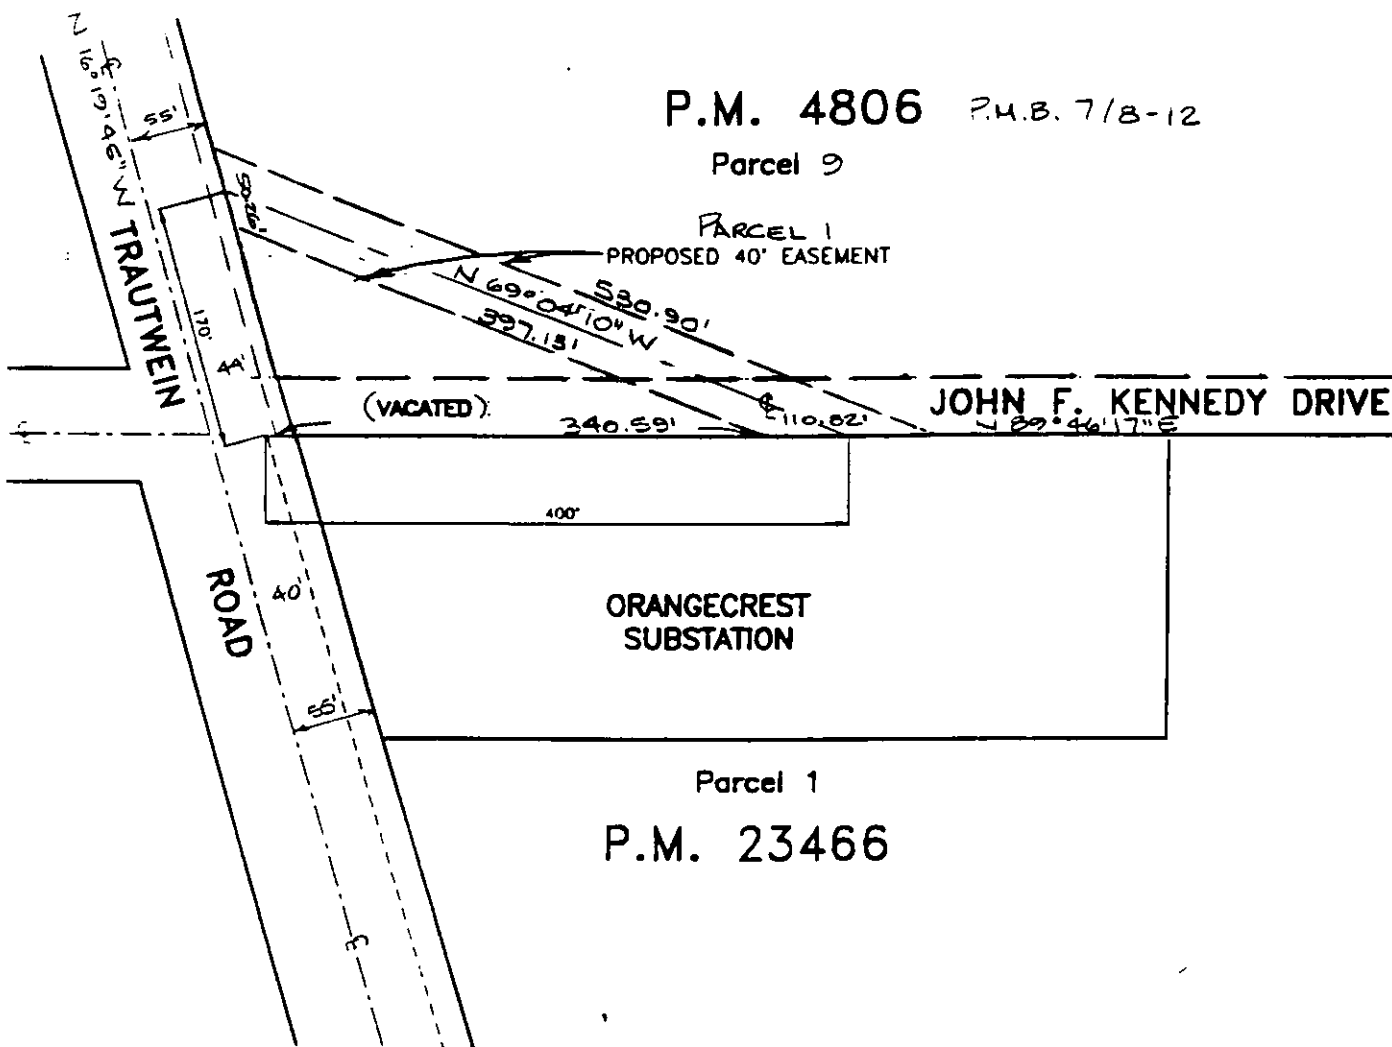 P.M. 4806 P.M.B. 7/8-12
Parcel 9
PARCEL 1
PROPOSED 40' EASEMENT
N 16°19'46" W
55'
TRAUTWEIN
50.26'
N 69°04'10" W
530.90'
397.13'
170'
44'
(VACATED)
340.59'
110.82'
JOHN F. KENNEDY DRIVE
N 89°46'17" E
400'
ROAD
40'
ORANGECREST
SUBSTATION
55'
Parcel 1
P.M. 23466